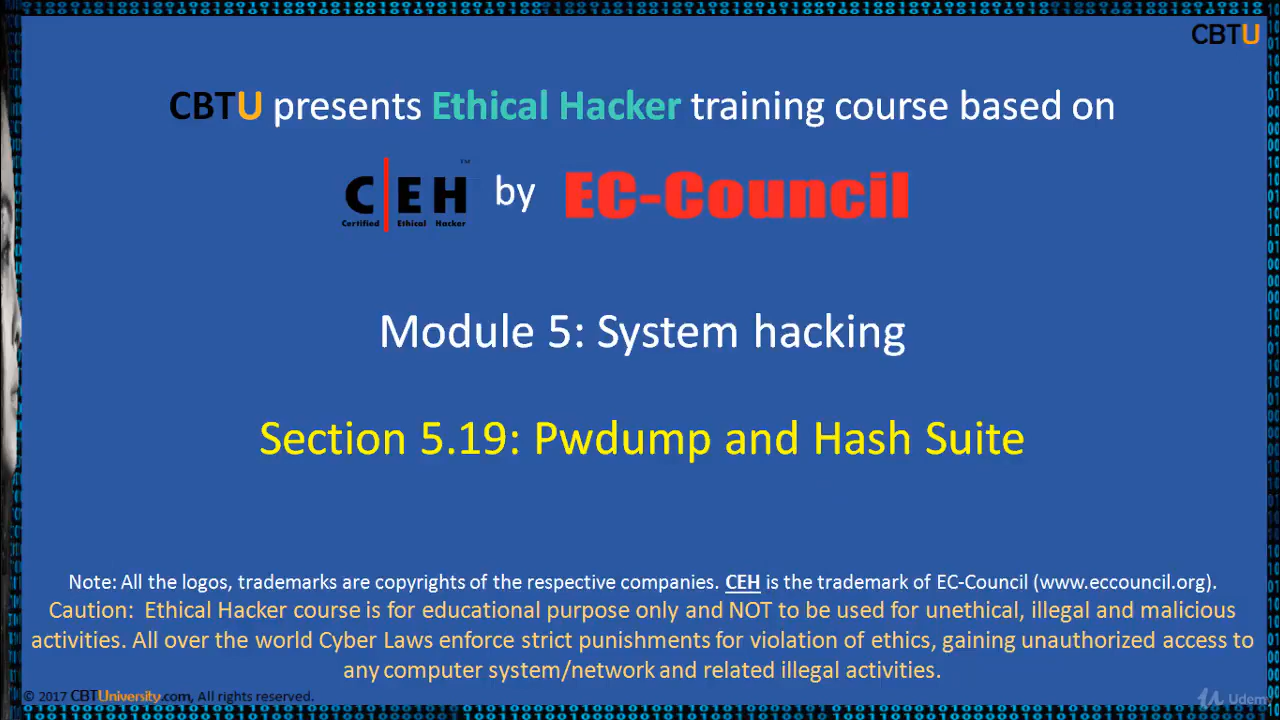 CBTU
CBTU presents Ethical Hacker training course based on
C|EH™ by EC-Council
Certified Ethical Hacker
Module 5: System hacking
Section 5.19: Pwdump and Hash Suite
Note: All the logos, trademarks are copyrights of the respective companies. CEH is the trademark of EC-Council (www.eccouncil.org).
Caution: Ethical Hacker course is for educational purpose only and NOT to be used for unethical, illegal and malicious
activities. All over the world Cyber Laws enforce strict punishments for violation of ethics, gaining unauthorized access to
any computer system/network and related illegal activities.
© 2017 CBTUniversity.com, All rights reserved.
Udemy